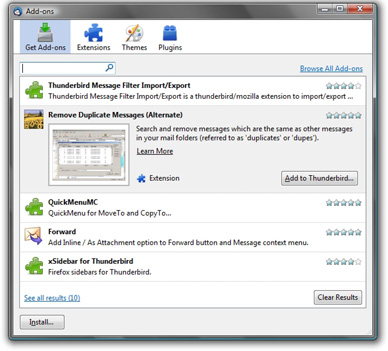 Add-ons
Get Add-ons Extensions Themes Plugins
Browse All Add-ons
Thunderbird Message Filter Import/Export
Thunderbird Message Filter Import/Export is a thunderbird/mozilla extension to import/export ...
Remove Duplicate Messages (Alternate)
Search and remove messages which are the same as other messages
in your mail folders (referred to as 'duplicates' or 'dupes').
Learn More
Extension
Add to Thunderbird...
QuickMenuMC
QuickMenu for MoveTo and CopyTo...
Forward
Add Inline / As Attachment option to Forward button and Message context menu.
xSidebar for Thunderbird
Firefox sidebars for Thunderbird.
See all results (10)
Clear Results
Install...